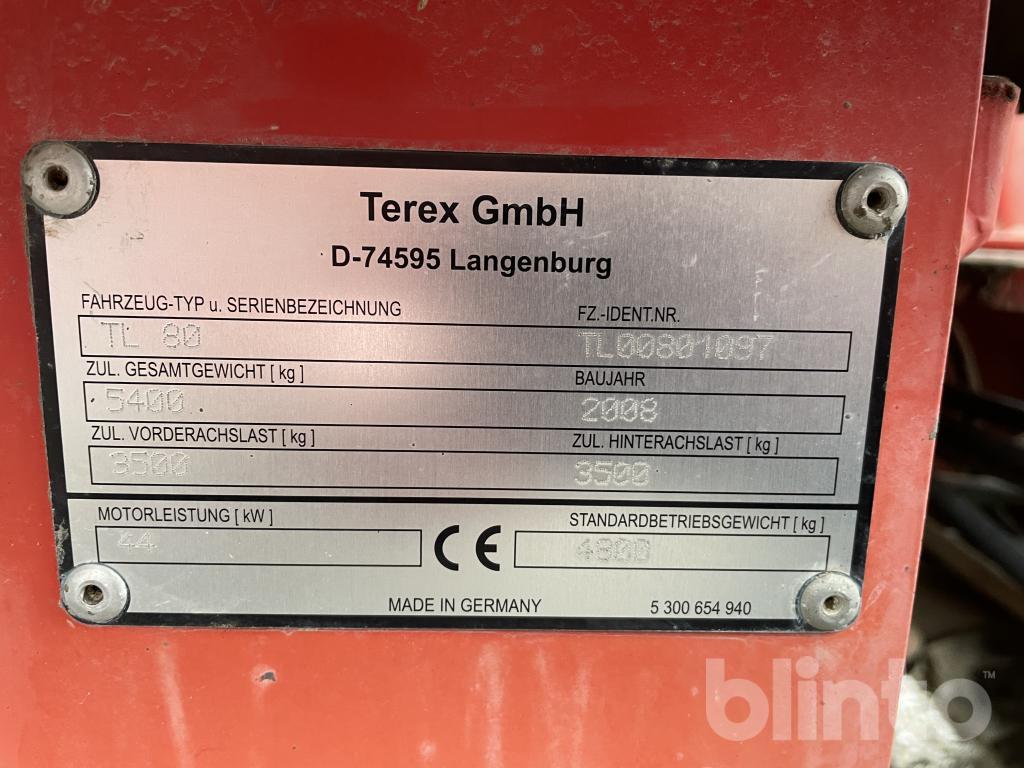 Terex GmbH
D-74595 Langenburg
FAHRZEUG-TYP u. SERIENBEZEICHNUNG FZ.-IDENT.NR.
TL 80 TL00801097
ZUL. GESAMTGEWICHT [ kg ] BAUJAHR
5400 2008
ZUL. VORDERACHSLAST [ kg ] ZUL. HINTERACHSLAST [ kg ]
3500 3500
MOTORLEISTUNG [ kW ] STANDARDBETRIEBSGEWICHT [ kg ]
44 CE 4800
MADE IN GERMANY 5 300 654 940
blinto™